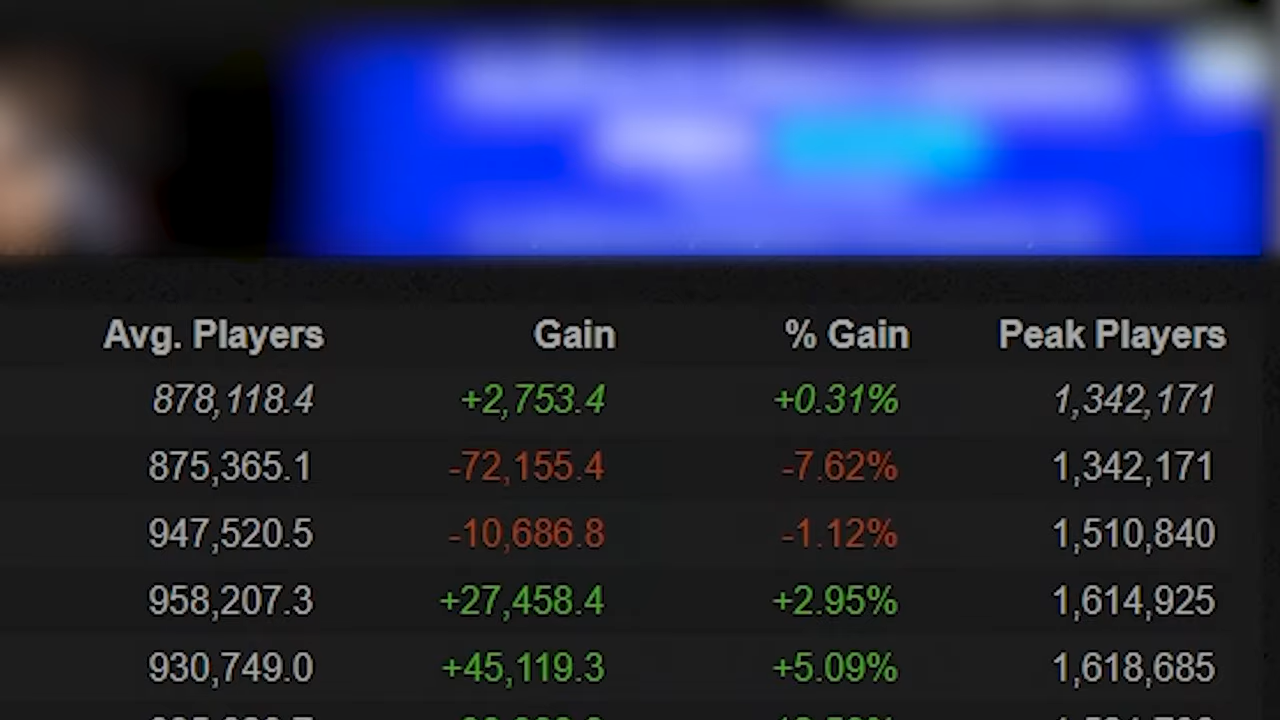 Avg. Players Gain % Gain Peak Players
878,118.4 +2,753.4 +0.31% 1,342,171
875,365.1 -72,155.4 -7.62% 1,342,171
947,520.5 -10,686.8 -1.12% 1,510,840
958,207.3 +27,458.4 +2.95% 1,614,925
930,749.0 +45,119.3 +5.09% 1,618,685